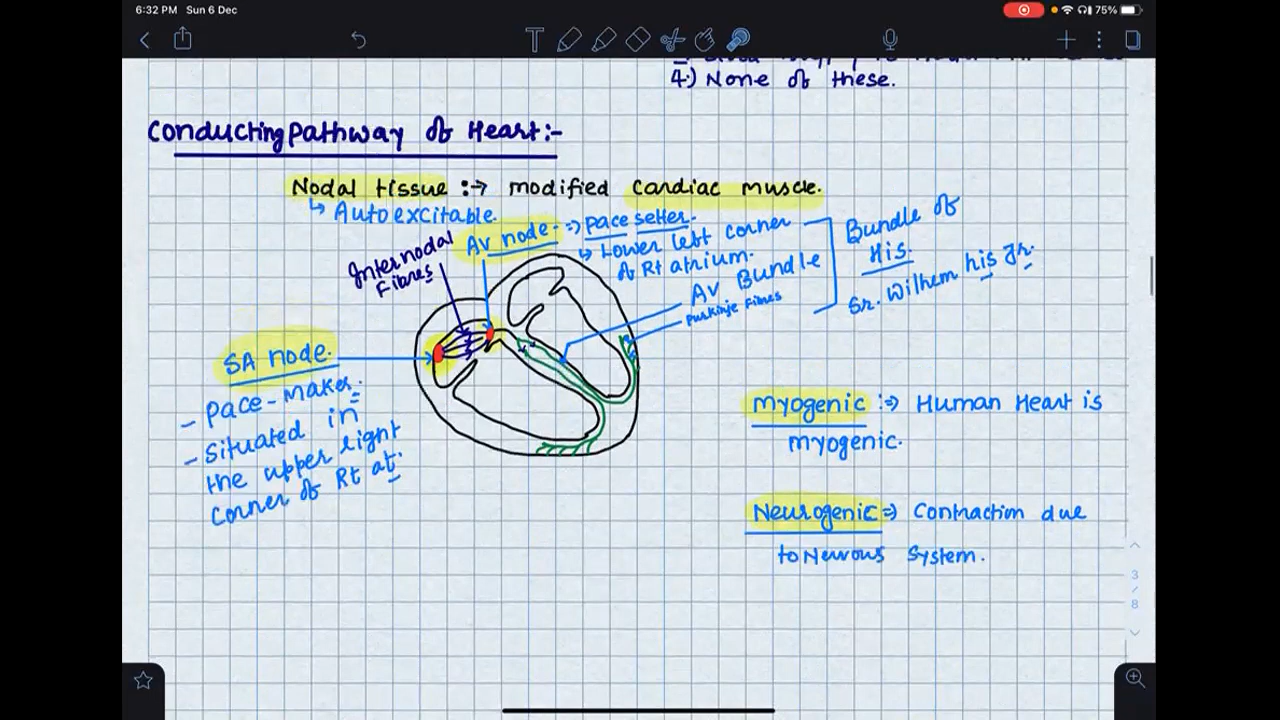 6:32 PM Sun 6 Dec
75%
4.) None of these.
Conducting Pathway of Heart:-
Nodal tissue :→ modified cardiac muscle.
↳ Autoexcitable.
AV node. ⇒ pace setter.
↳ Lower left corner
of Rt atrium.
Internodal
Fibres
AV Bundle
Purkinje Fibres
Bundle of
His.
Sr. Wilhem his Jr.
SA node.
- Pace-maker.
- Situated in
the upper right
corner of Rt at.
Myogenic :⇒ Human Heart is
myogenic.
Neurogenic ⇒ Contraction due
to Nervous System.
3
/
8